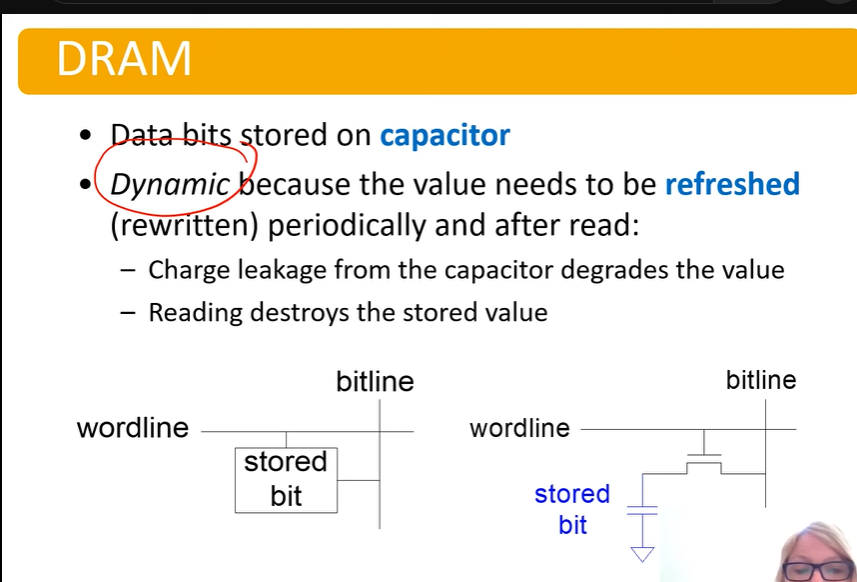 DRAM
• Data bits stored on capacitor
• Dynamic because the value needs to be refreshed
(rewritten) periodically and after read:
– Charge leakage from the capacitor degrades the value
– Reading destroys the stored value
bitline
wordline
stored
bit
bitline
wordline
stored
bit